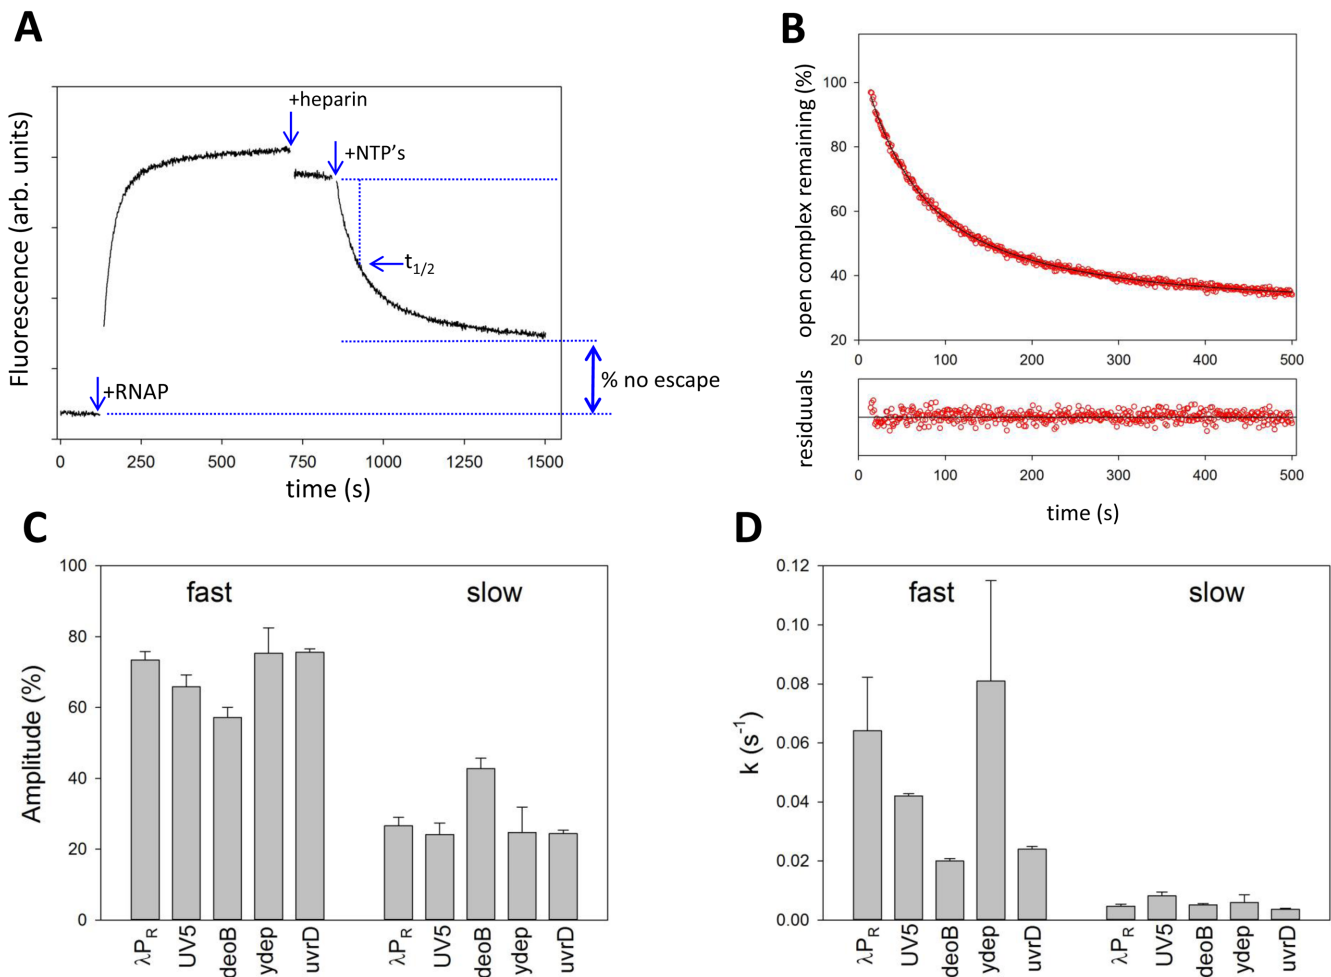 A
Fluorescence (arb. units)
+heparin
+NTP's
t1/2
+RNAP
% no escape
0 250 500 750 1000 1250 1500
time (s)
B
open complex remaining (%)
100
80
60
40
20
0 100 200 300 400 500
residuals
0 100 200 300 400 500
time (s)
C
Amplitude (%)
100
80
60
40
20
0
fast slow
λPR UV5 deoB ydep uvrD λPR UV5 deoB ydep uvrD
D
k (s-1)
0.12
0.10
0.08
0.06
0.04
0.02
0.00
fast slow
λPR UV5 deoB ydep uvrD λPR UV5 deoB ydep uvrD